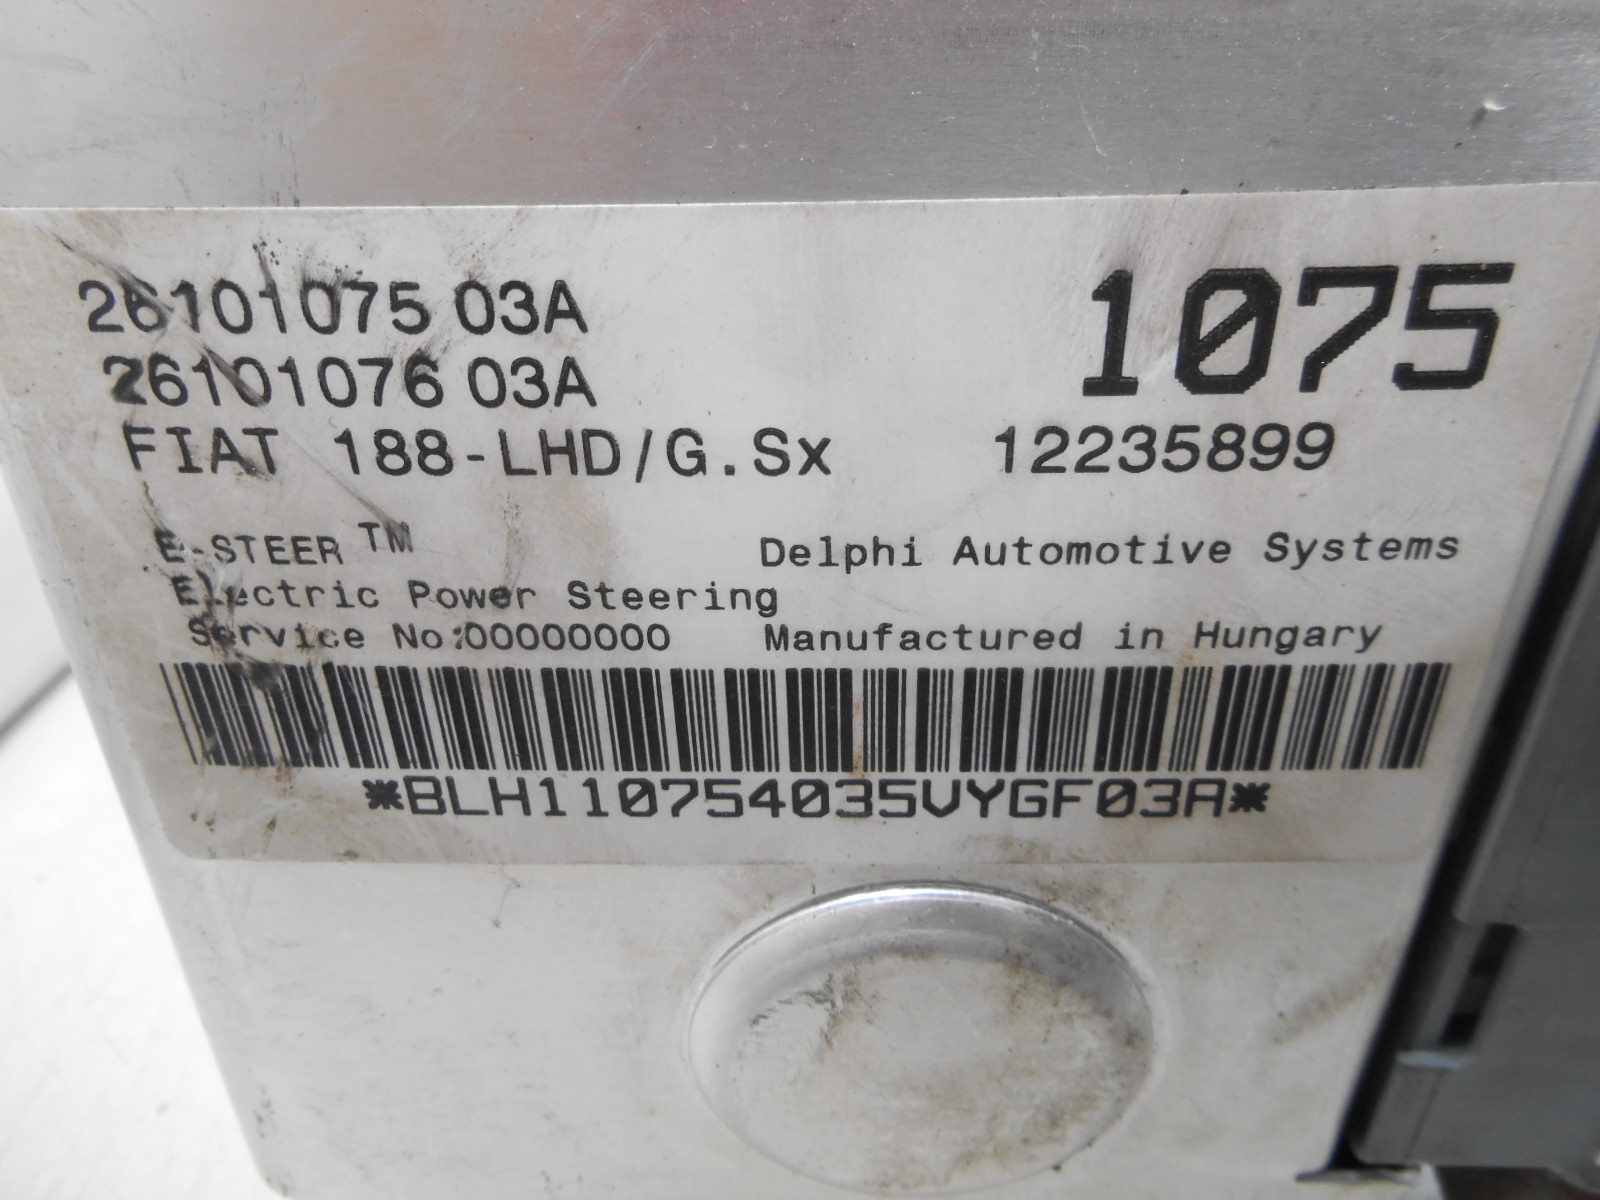 26101075 03A 1075
26101076 03A
FIAT 188-LHD/G.Sx 12235899
E-STEER TM Delphi Automotive Systems
Electric Power Steering
Service No:00000000 Manufactured in Hungary
*BLH110754035VYGF03A*